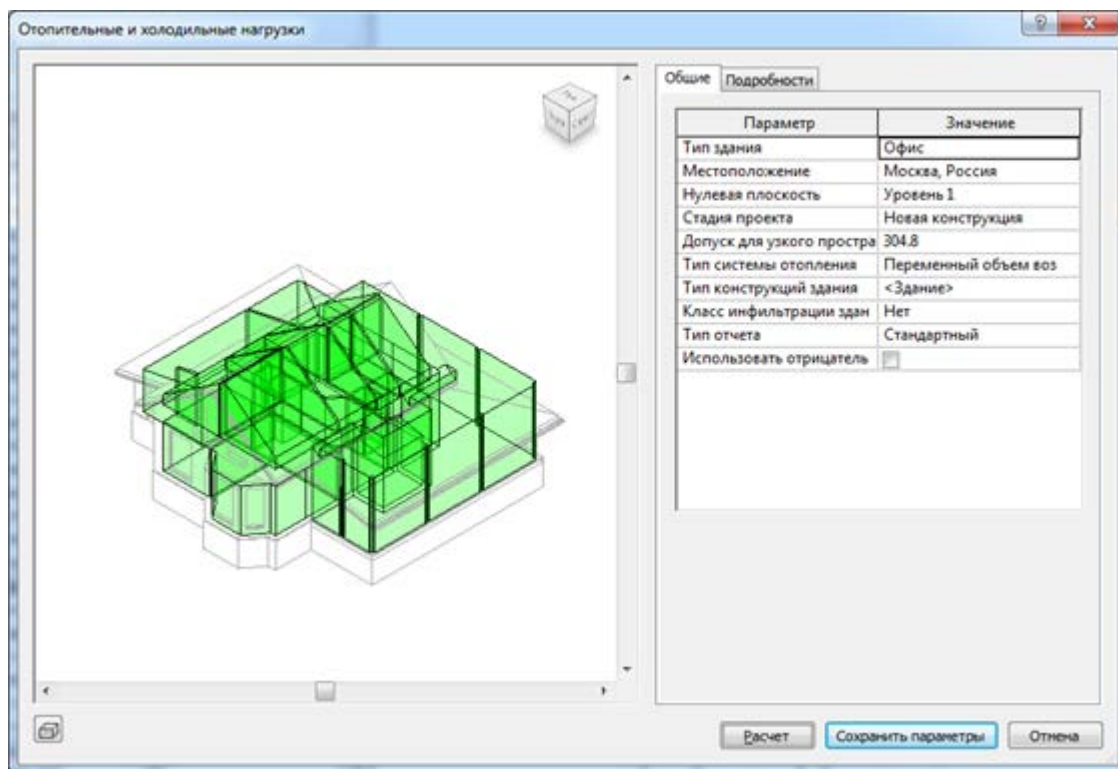 Отопительные и холодильные нагрузки
Общие
Подробности
Параметр Значение
Тип здания Офис
Местоположение Москва, Россия
Нулевая плоскость Уровень 1
Стадия проекта Новая конструкция
Допуск для узкого простра 304.8
Тип системы отопления Переменный объем воз
Тип конструкций здания <Здание>
Класс инфильтрации здан Нет
Тип отчета Стандартный
Использовать отрицатель
Расчет
Сохранить параметры
Отмена